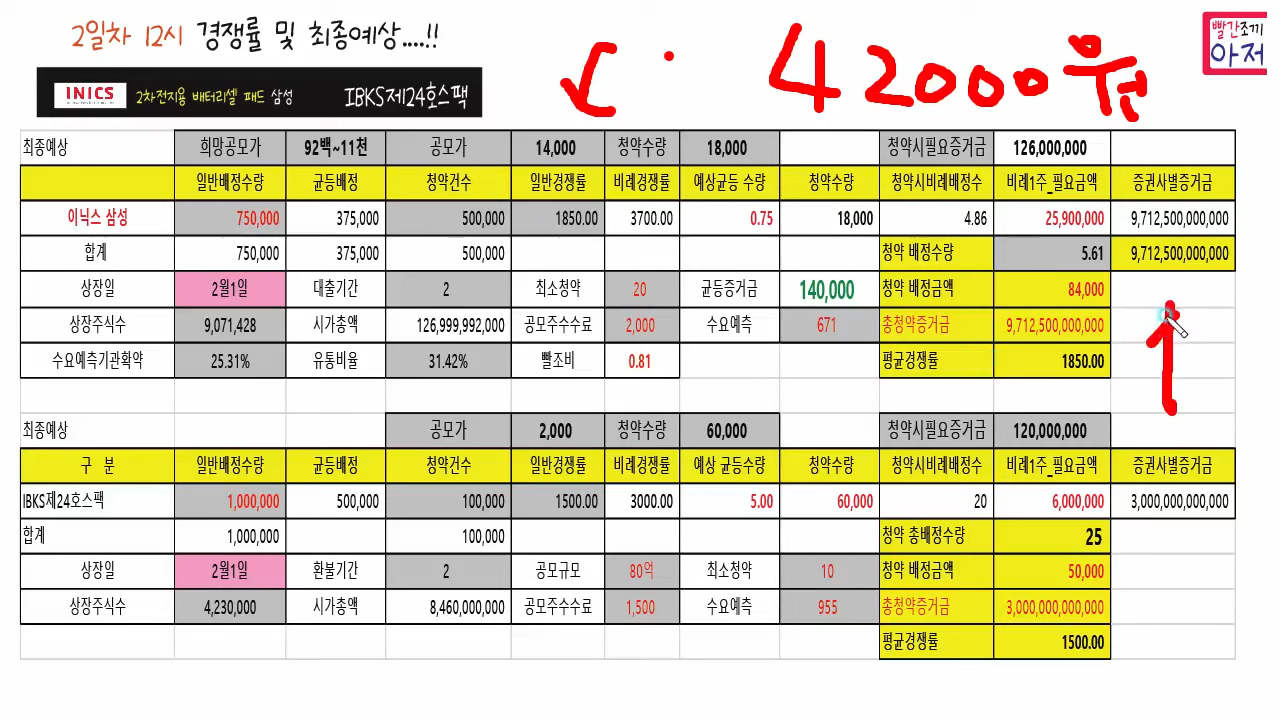 2일차 12시 경쟁률 및 최종예상....!!
빨간조끼
아저
42000원
INICS 2차전지용 배터리셀 패드 삼성 IBKS제24호스팩
최종예상 희망공모가 92백~11천 공모가 14,000 청약수량 18,000 청약시필요증거금 126,000,000
일반배정수량 균등배정 청약건수 일반경쟁률 비례경쟁률 예상균등 수량 청약수량 청약시비례배정수 비례1주_필요금액 증권사별증거금
이닉스 삼성 750,000 375,000 500,000 1850.00 3700.00 0.75 18,000 4.86 25,900,000 9,712,500,000,000
합계 750,000 375,000 500,000 청약 배정수량 5.61 9,712,500,000,000
상장일 2월1일 대출기간 2 최소청약 20 균등증거금 140,000 청약 배정금액 84,000
상장주식수 9,071,428 시가총액 126,999,992,000 공모주수수료 2,000 수요예측 671 총청약증거금 9,712,500,000,000
수요예측기관확약 25.31% 유통비율 31.42% 빨조비 0.81 평균경쟁률 1850.00
최종예상 공모가 2,000 청약수량 60,000 청약시필요증거금 120,000,000
구 분 일반배정수량 균등배정 청약건수 일반경쟁률 비례경쟁률 예상 균등수량 청약수량 청약시비례배정수 비례1주_필요금액 증권사별증거금
IBKS제24호스팩 1,000,000 500,000 100,000 1500.00 3000.00 5.00 60,000 20 6,000,000 3,000,000,000,000
합계 1,000,000 100,000 청약 총배정수량 25
상장일 2월1일 환불기간 2 공모규모 80억 최소청약 10 청약 배정금액 50,000
상장주식수 4,230,000 시가총액 8,460,000,000 공모주수수료 1,500 수요예측 955 총청약증거금 3,000,000,000,000
평균경쟁률 1500.00